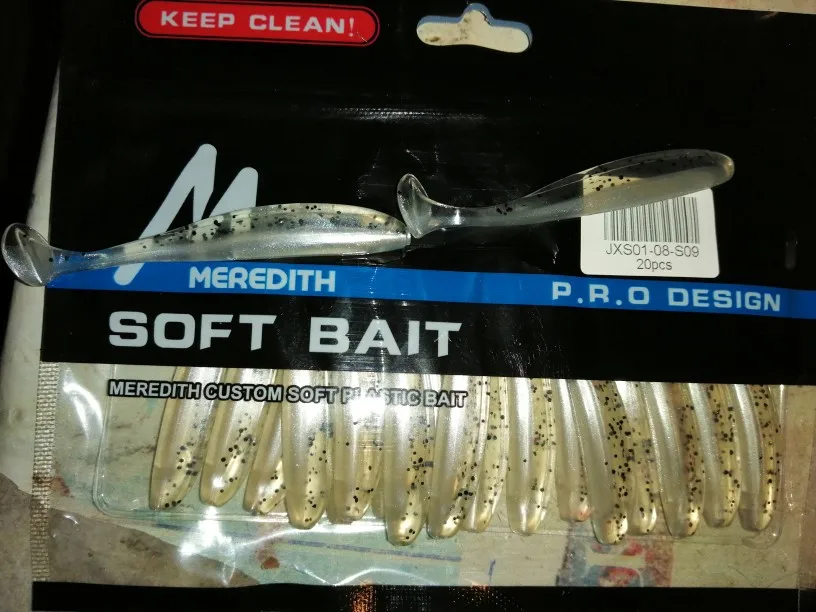 KEEP CLEAN!
M
MEREDITH
P.R.O DESIGN
JXS01-08-S09
20pcs
SOFT BAIT
MEREDITH CUSTOM SOFT PLASTIC BAIT